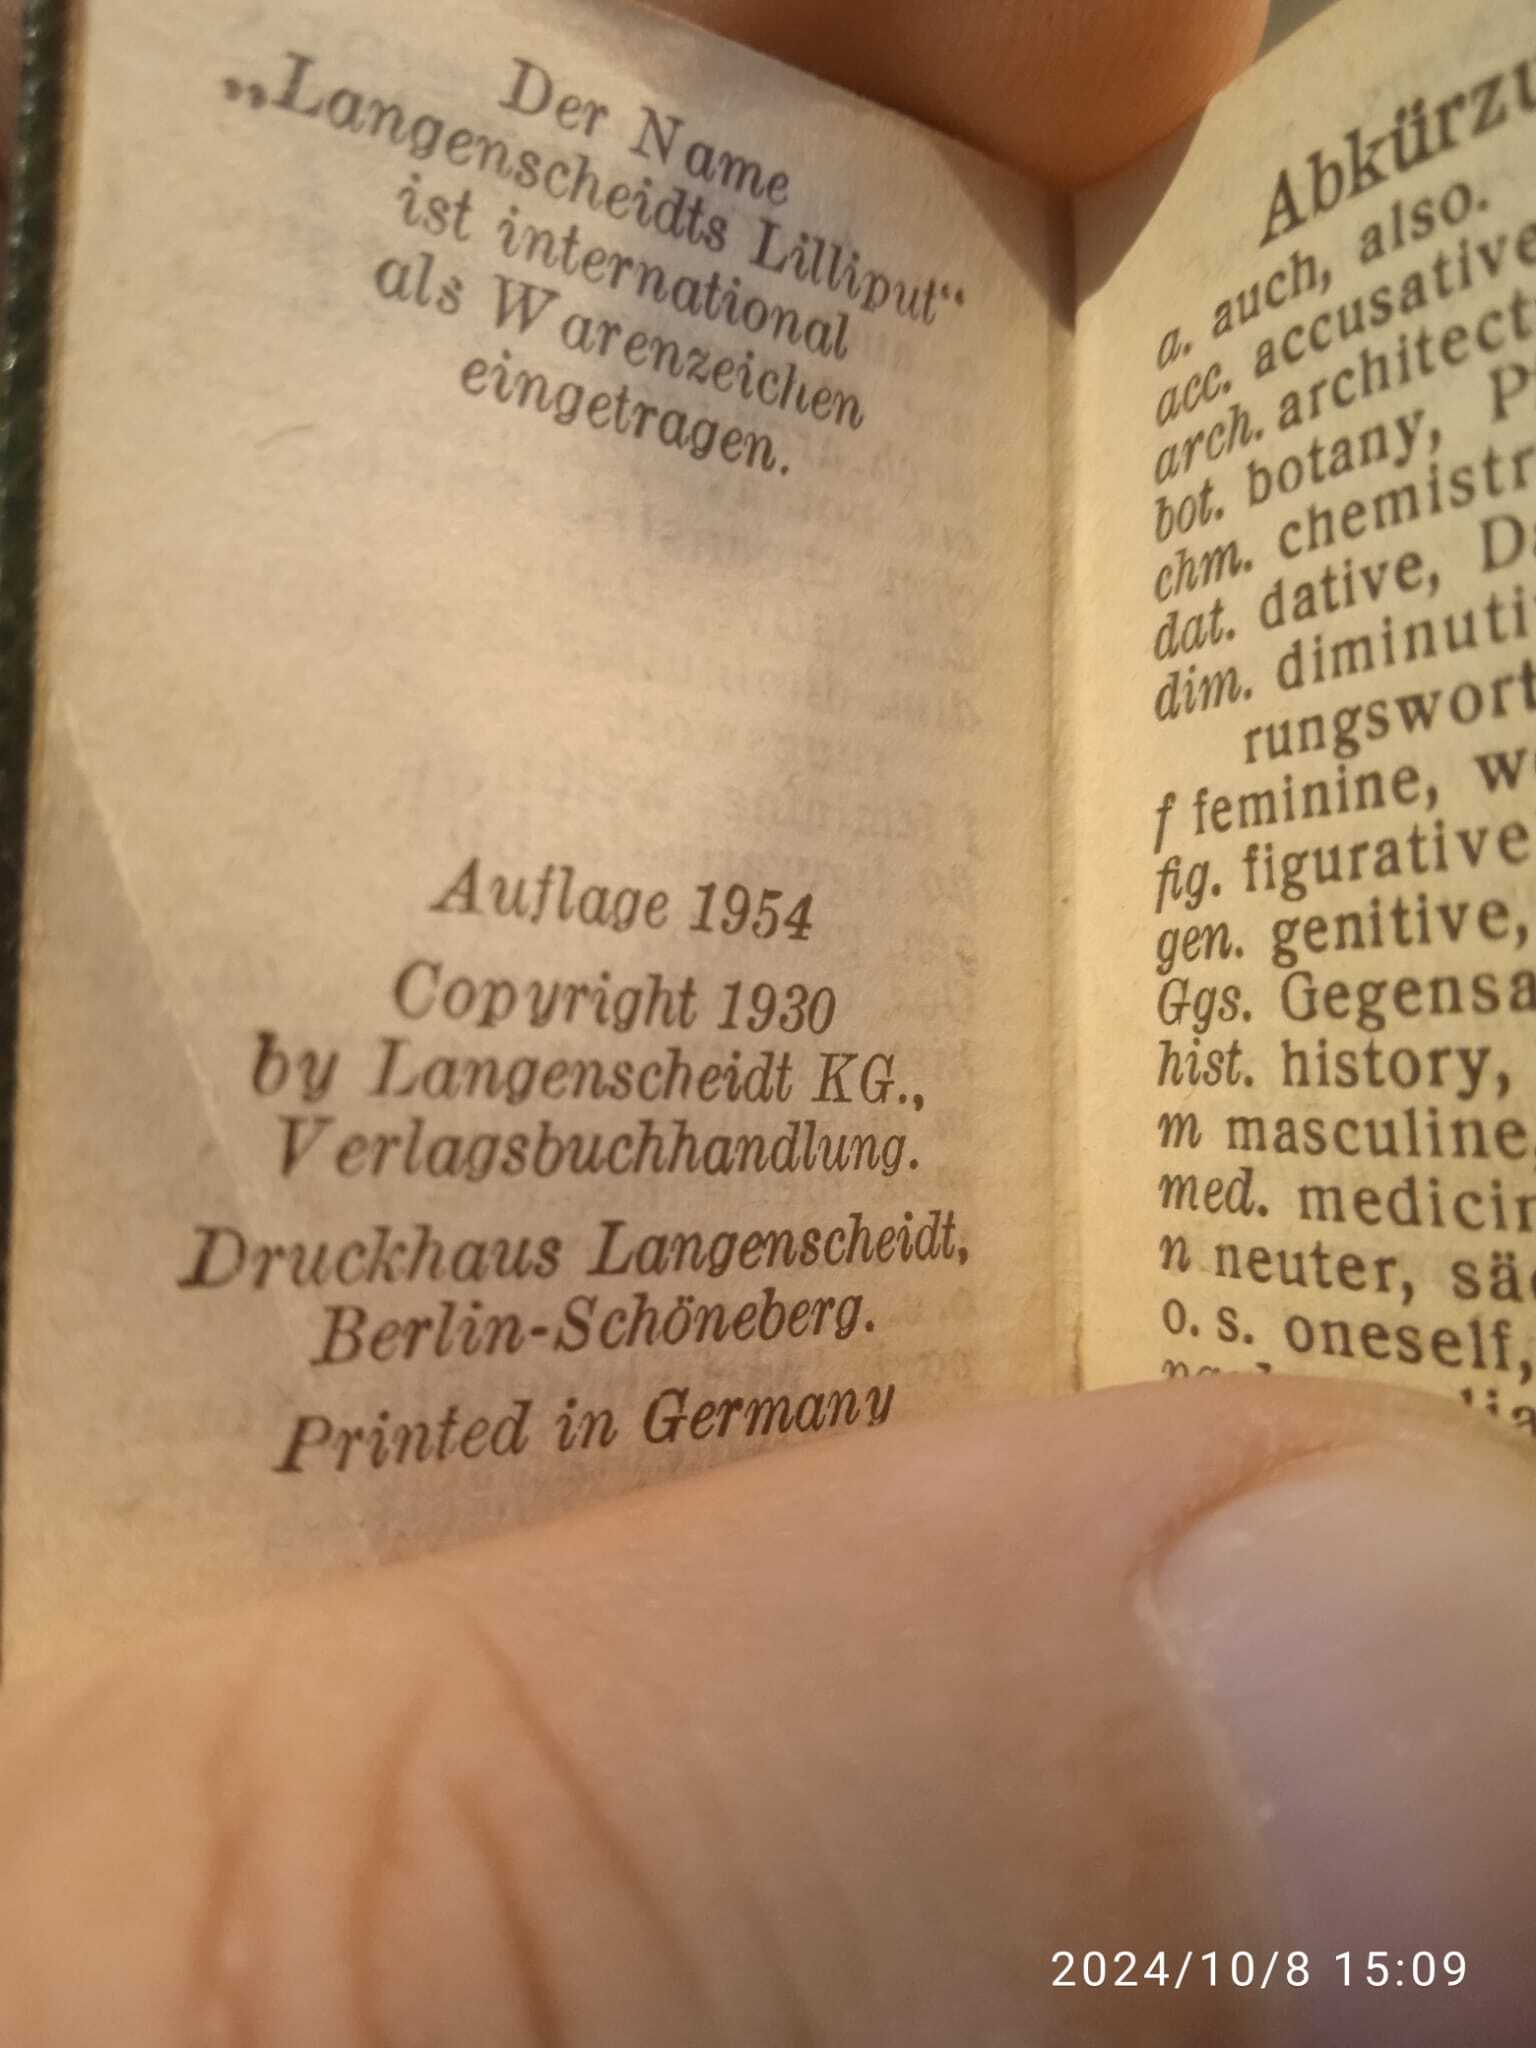 Der Name
„Langenscheidts Lilliput“
ist international
als Warenzeichen
eingetragen.
Auflage 1954
Copyright 1930
by Langenscheidt KG.,
Verlagsbuchhandlung.
Druckhaus Langenscheidt,
Berlin-Schöneberg.
Printed in Germany
Abkürzu
a. auch, also.
acc. accusative
arch. architect
bot. botany,
chm. chemistr
dat. dative,
dim. diminuti
rungswort
f feminine,
fig. figurative
gen. genitive,
Ggs. Gegensa
hist. history,
m masculine
med. medicin
n neuter, säc
o. s. oneself,
2024/10/8 15:09